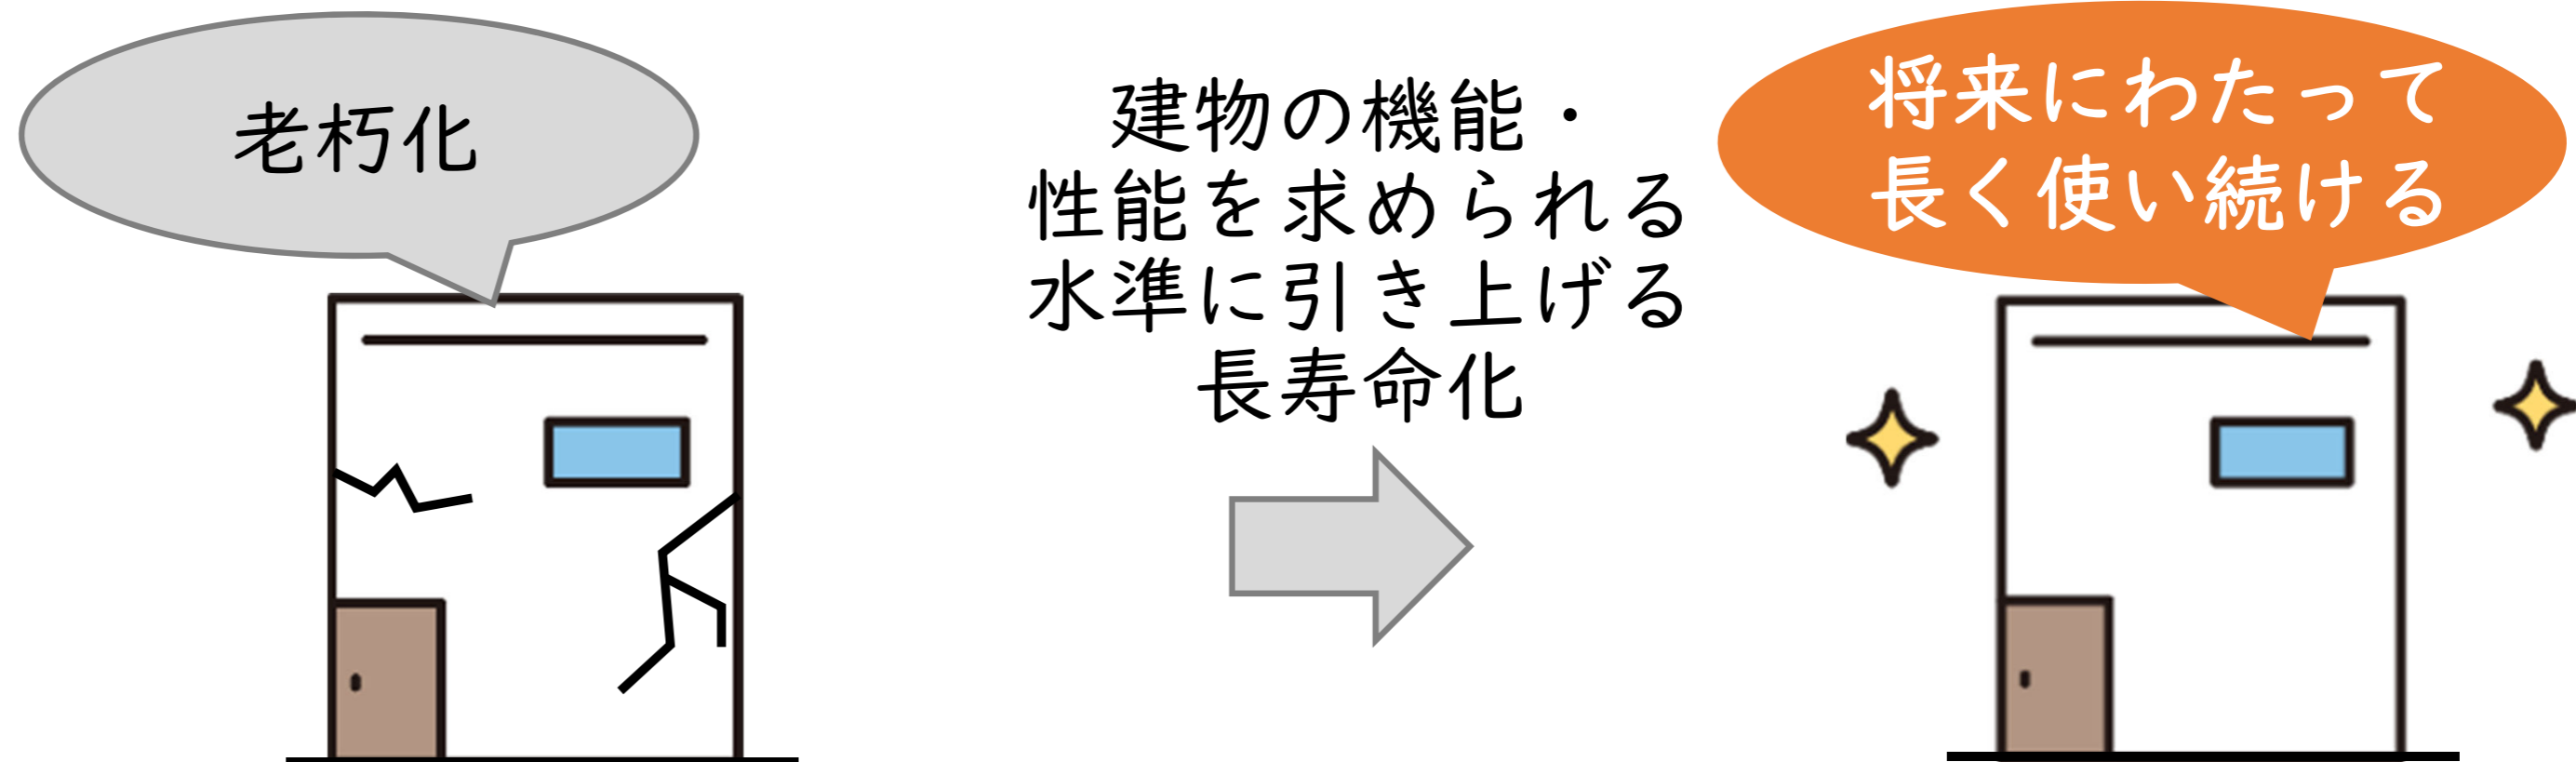 老朽化
建物の機能・
性能を求められる
水準に引き上げる
長寿命化
将来にわたって
長く使い続ける